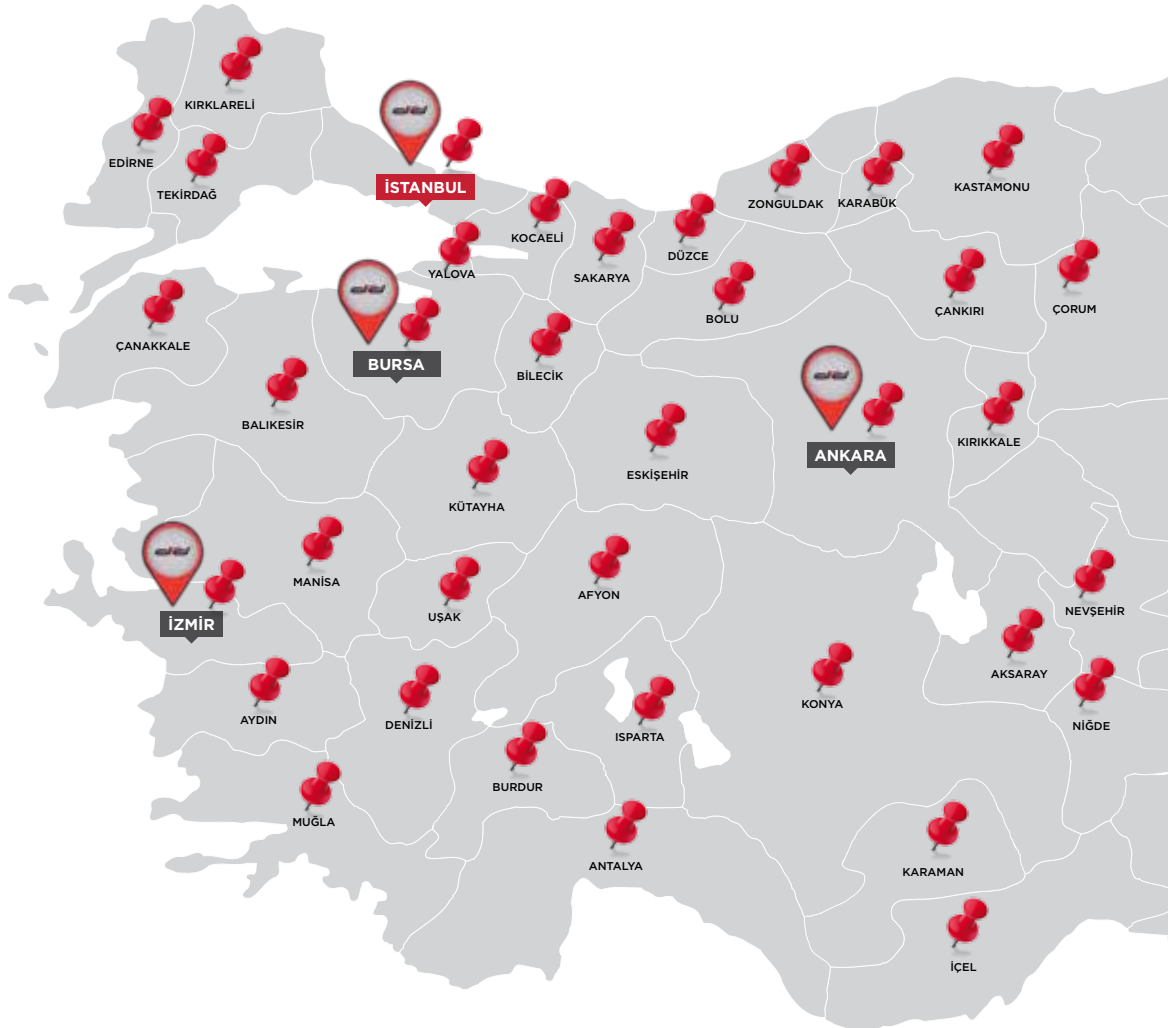 KIRKLARELİ
EDİRNE
TEKİRDAĞ
İSTANBUL
KOCAELİ
YALOVA
SAKARYA
DÜZCE
ZONGULDAK
KARABÜK
KASTAMONU
BOLU
ÇANKIRI
ÇORUM
ÇANAKKALE
BURSA
BİLECİK
BALIKESİR
ESKİŞEHİR
ANKARA
KIRIKKALE
KÜTAYHA
MANİSA
UŞAK
AFYON
İZMİR
NEVŞEHİR
AKSARAY
AYDIN
DENİZLİ
ISPARTA
KONYA
NİĞDE
BURDUR
MUĞLA
ANTALYA
KARAMAN
İÇEL